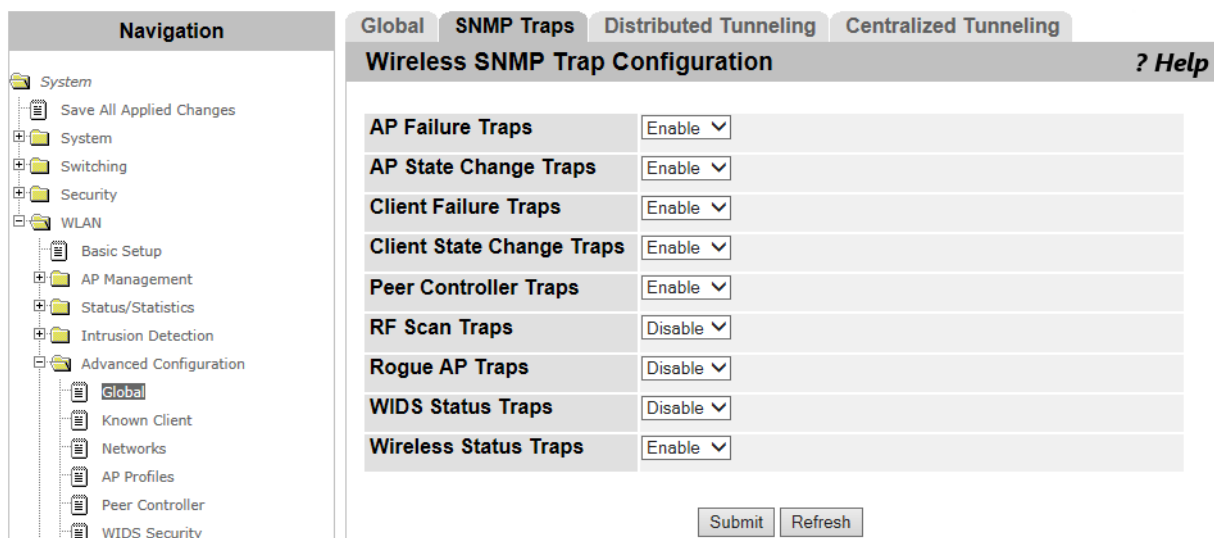 Navigation
System
Save All Applied Changes
System
Switching
Security
WLAN
Basic Setup
AP Management
Status/Statistics
Intrusion Detection
Advanced Configuration
Global
Known Client
Networks
AP Profiles
Peer Controller
WIDS Security
Global SNMP Traps Distributed Tunneling Centralized Tunneling
Wireless SNMP Trap Configuration ? Help
AP Failure Traps Enable
AP State Change Traps Enable
Client Failure Traps Enable
Client State Change Traps Enable
Peer Controller Traps Enable
RF Scan Traps Disable
Rogue AP Traps Disable
WIDS Status Traps Disable
Wireless Status Traps Enable
Submit Refresh